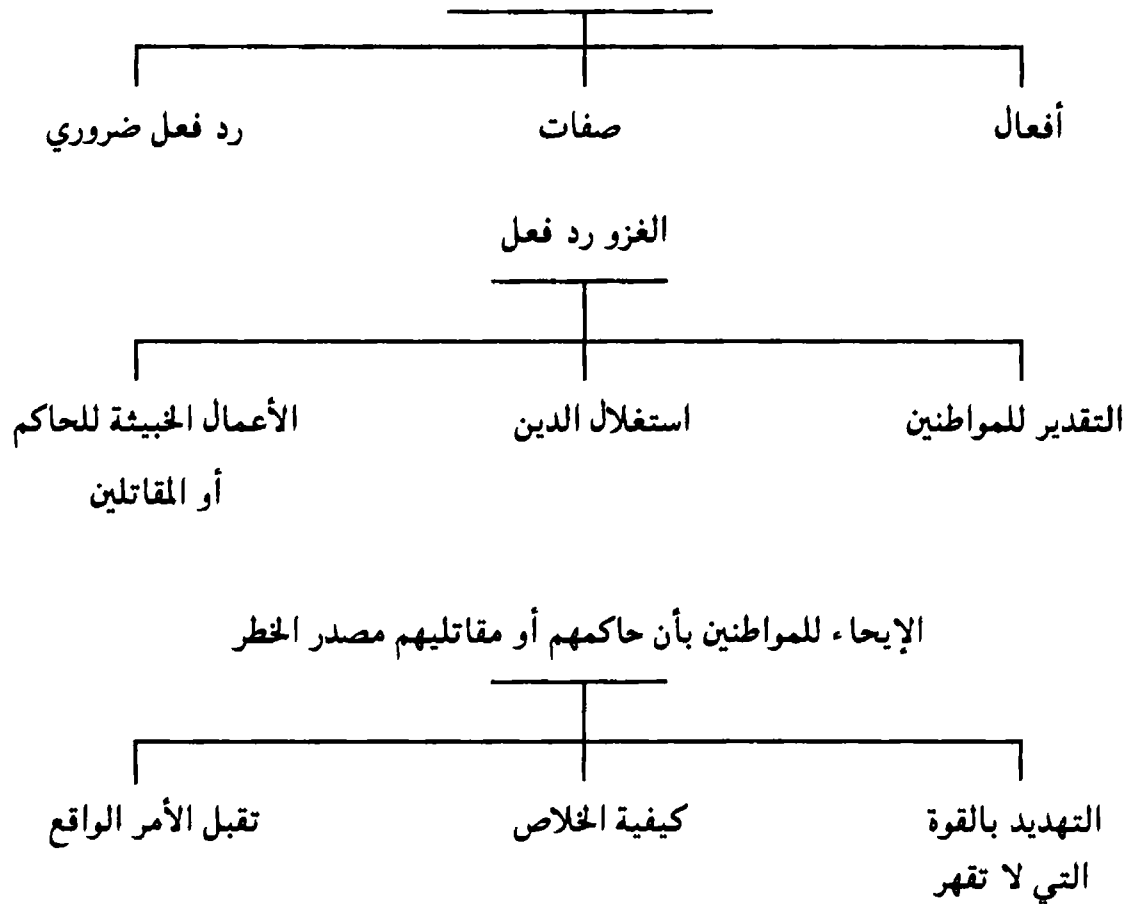 أفعال صفات رد فعل ضروري
الغزو رد فعل
التقدير للمواطنين استغلال الدين الأعمال الخبيثة للحاكم
أو المقاتلين
الإيحاء للمواطنين بأن حاكمهم أو مقاتليهم مصدر الخطر
التهديد بالقوة كيفية الخلاص تقبل الأمر الواقع
التي لا تقهر